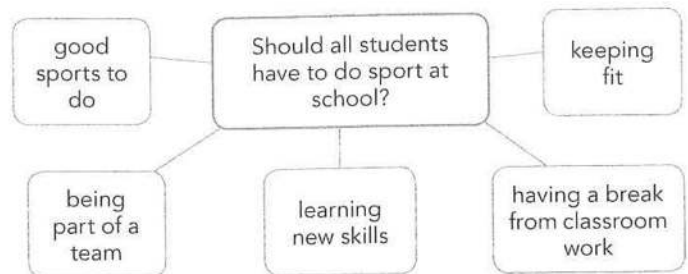 good
sports to
do
Should all students
have to do sport at
school?
keeping
fit
being
part of a
team
learning
new skills
having a break
from classroom
work